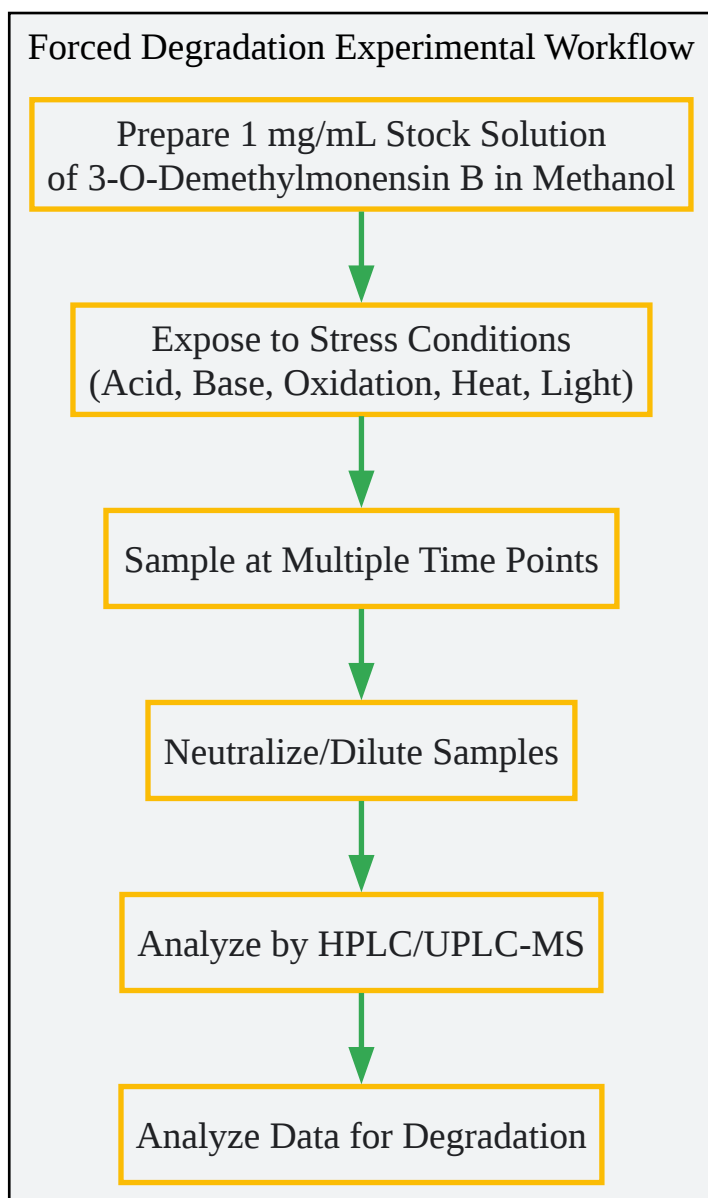 Forced Degradation Experimental Workflow
Prepare 1 mg/mL Stock Solution
of 3-O-Demethylmonensin B in Methanol
Expose to Stress Conditions
(Acid, Base, Oxidation, Heat, Light)
Sample at Multiple Time Points
Neutralize/Dilute Samples
Analyze by HPLC/UPLC-MS
Analyze Data for Degradation